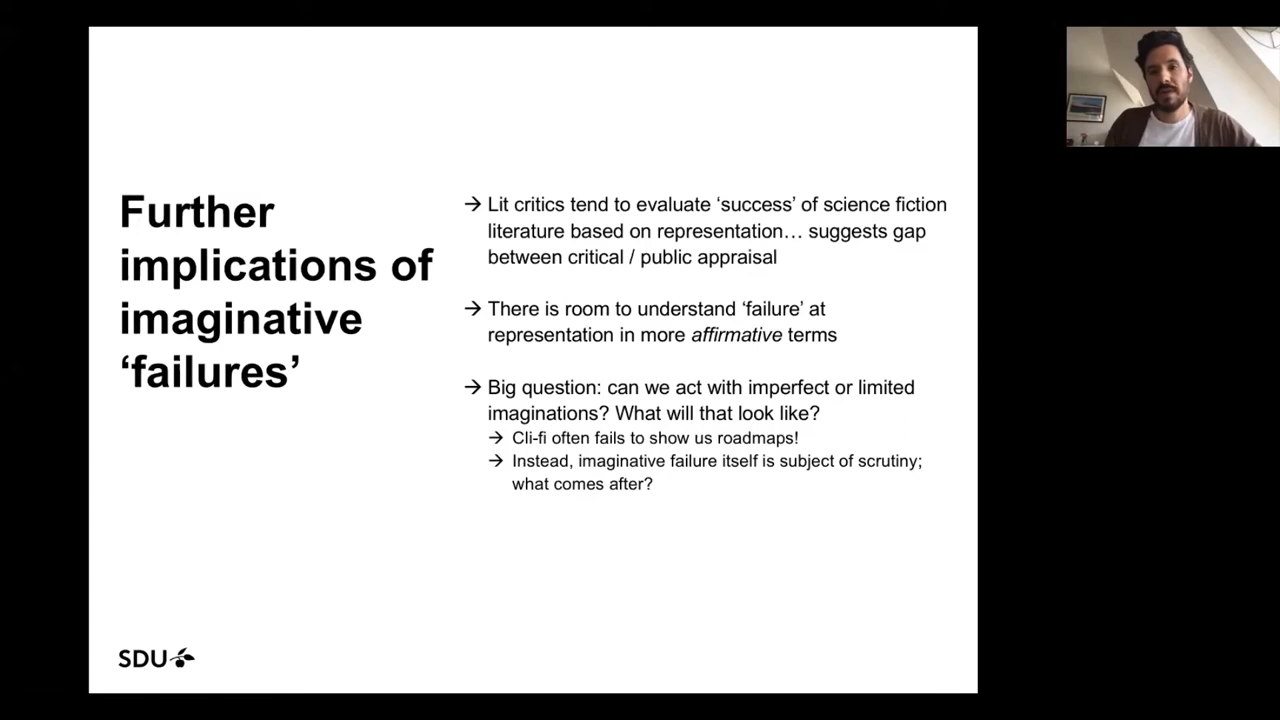 Further
implications of
imaginative
‘failures’
→ Lit critics tend to evaluate ‘success’ of science fiction
literature based on representation… suggests gap
between critical / public appraisal
→ There is room to understand ‘failure’ at
representation in more affirmative terms
→ Big question: can we act with imperfect or limited
imaginations? What will that look like?
→ Cli-fi often fails to show us roadmaps!
→ Instead, imaginative failure itself is subject of scrutiny;
what comes after?
SDU